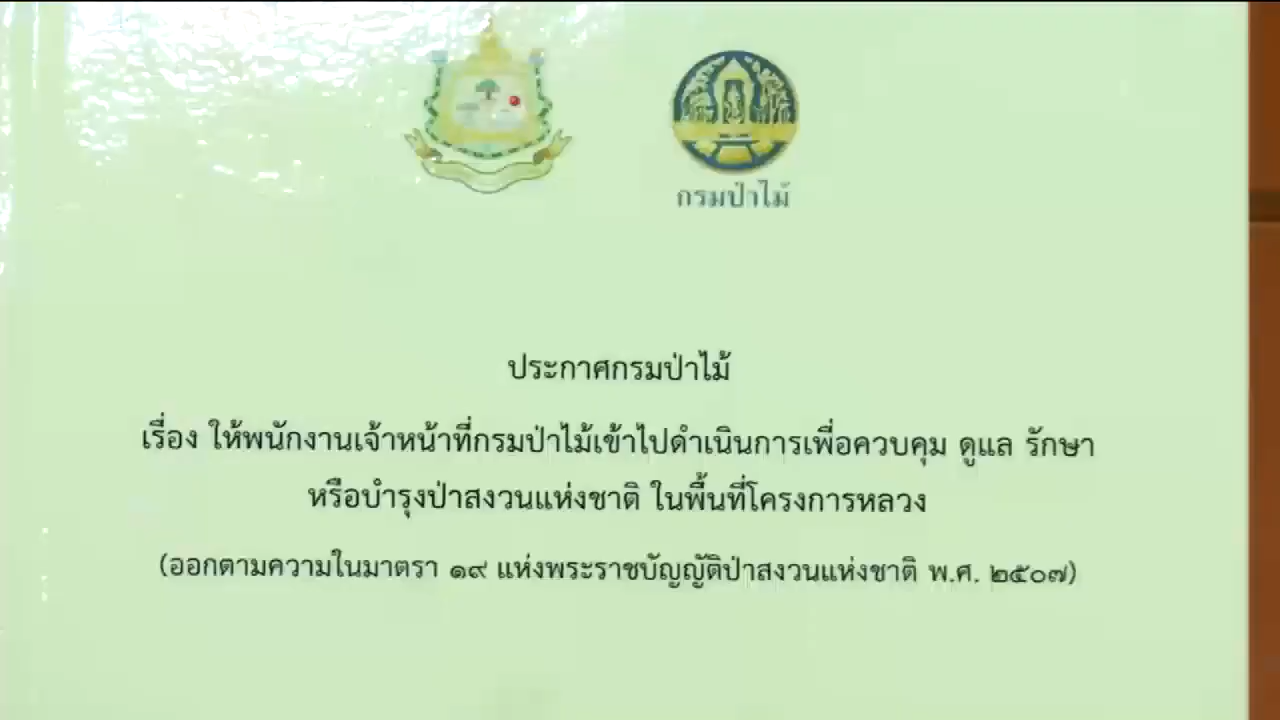 กรมป่าไม้
ประกาศกรมป่าไม้
เรื่อง ให้พนักงานเจ้าหน้าที่กรมป่าไม้เข้าไปดำเนินการเพื่อควบคุม ดูแล รักษา
หรือบำรุงป่าสงวนแห่งชาติ ในพื้นที่โครงการหลวง
(ออกตามความในมาตรา ๑๙ แห่งพระราชบัญญัติป่าสงวนแห่งชาติ พ.ศ. ๒๕๐๗)